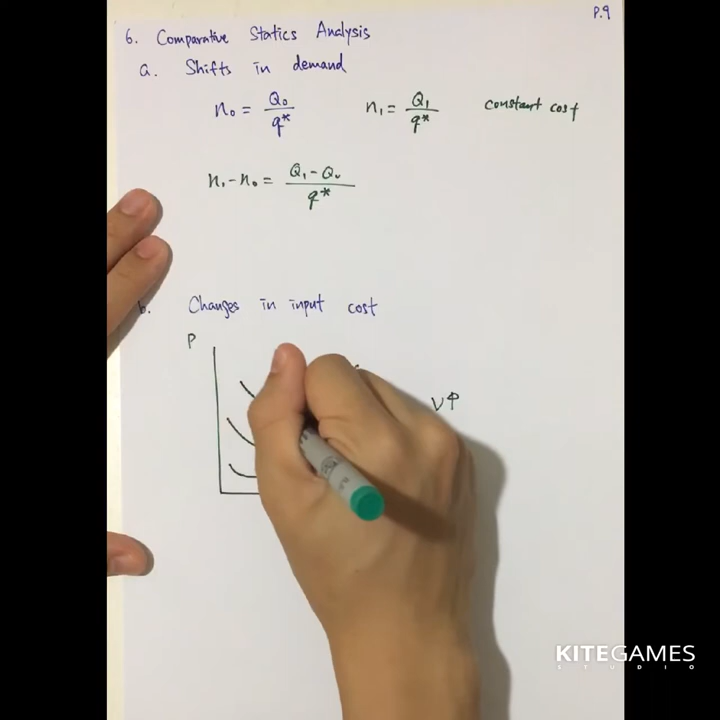 P.9
6. Comparative Statics Analysis
a. Shifts in demand
n₀ = Q₀/q* n₁ = Q₁/q* constant cost
n₁ - n₀ = (Q₁ - Q₀)/q*
b. Changes in input cost
P
V↑
KITEGAMES
STUDIO